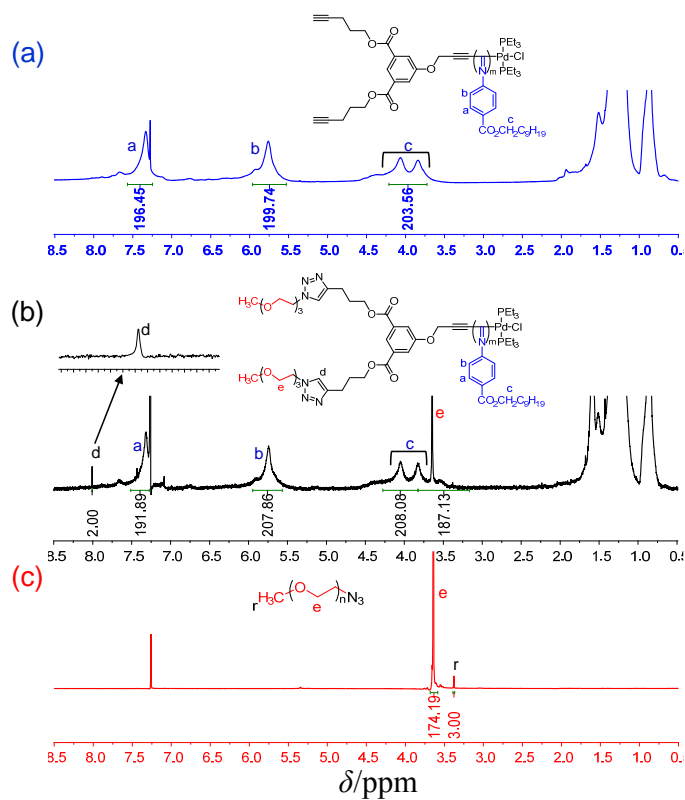 (a)
O
O
O
O
O
PEt3
Pd-Cl
PEt3
N m
b
a
c
CO2CH2C9H19
a
b
c
196.45
199.74
203.56
8.5 8.0 7.5 7.0 6.5 6.0 5.5 5.0 4.5 4.0 3.5 3.0 2.5 2.0 1.5 1.0 0.5
(b)
d
N=N
H3C O 3 N
O
O
O
O
O
PEt3
Pd-Cl
PEt3
N m
H3C O 3 N
e
d
N=N
b
a
c
CO2CH2C9H19
e
d
a
b
c
2.00
191.89
207.86
208.08
187.13
8.5 8.0 7.5 7.0 6.5 6.0 5.5 5.0 4.5 4.0 3.5 3.0 2.5 2.0 1.5 1.0 0.5
(c)
r H3C O n N3
e
e
r
174.19
3.00
8.5 8.0 7.5 7.0 6.5 6.0 5.5 5.0 4.5 4.0 3.5 3.0 2.5 2.0 1.5 1.0 0.5
δ/ppm